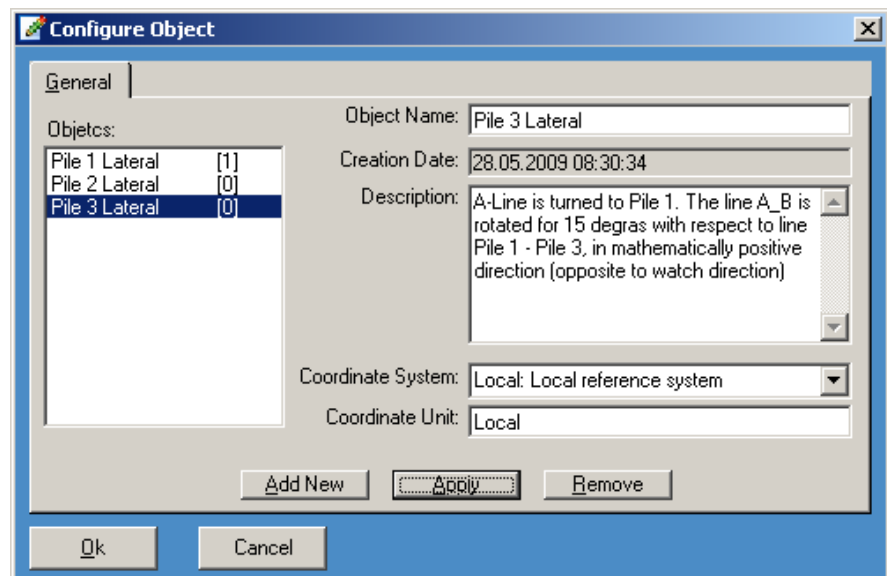 Configure Object
General
Objetcs:
Pile 1 Lateral [1]
Pile 2 Lateral [0]
Pile 3 Lateral [0]
Object Name: Pile 3 Lateral
Creation Date: 28.05.2009 08:30:34
Description: A-Line is turned to Pile 1. The line A_B is
rotated for 15 degras with respect to line
Pile 1 - Pile 3, in mathematically positive
direction (opposite to watch direction)
Coordinate System: Local: Local reference system
Coordinate Unit: Local
Add New Apply Remove
Ok Cancel